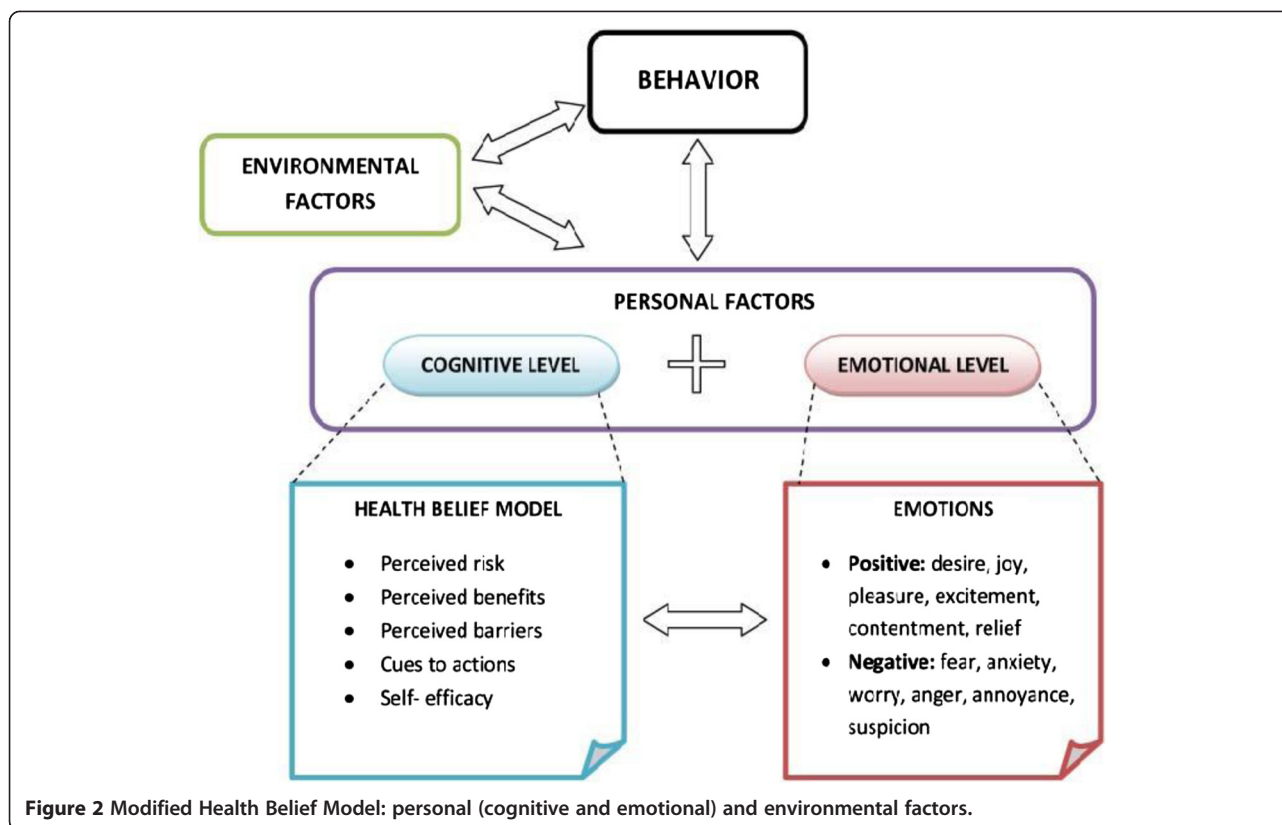 BEHAVIOR
ENVIRONMENTAL
FACTORS
PERSONAL FACTORS
COGNITIVE LEVEL
EMOTIONAL LEVEL
HEALTH BELIEF MODEL
• Perceived risk
• Perceived benefits
• Perceived barriers
• Cues to actions
• Self- efficacy
EMOTIONS
• Positive: desire, joy,
pleasure, excitement,
contentment, relief
• Negative: fear, anxiety,
worry, anger, annoyance,
suspicion
Figure 2 Modified Health Belief Model: personal (cognitive and emotional) and environmental factors.